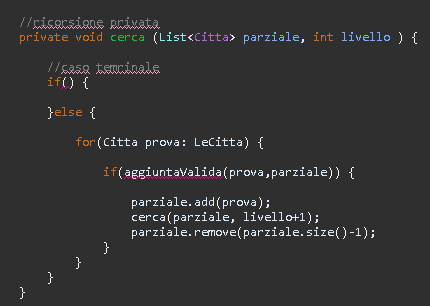 //ricorsione privata
private void cerca (List<Citta> parziale, int livello ) {
//caso temrinale
if() {
}else {
for(Citta prova: LeCitta) {
if(aggiuntaValida(prova,parziale)) {
parziale.add(prova);
cerca(parziale, livello+1);
parziale.remove(parziale.size()-1);
}
}
}
}